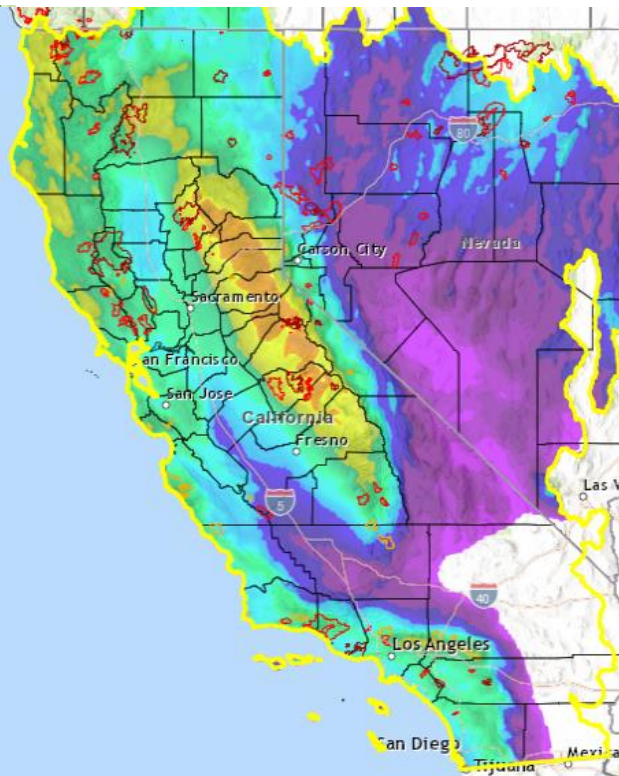 80
Nevada
Carson City
Sacramento
an Francisco
San Jose
California
Fresno
5
Las V
40
Los Angeles
San Diego
Tijuana
Mexica